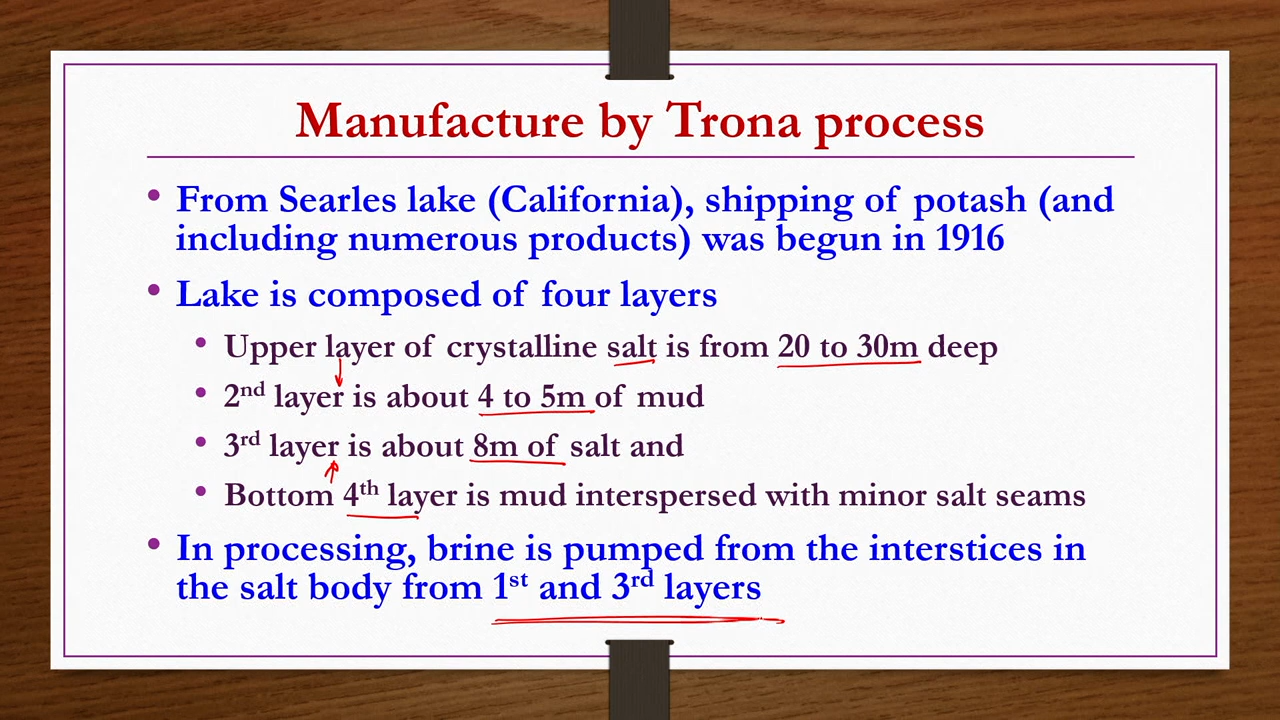 Manufacture by Trona process
• From Searles lake (California), shipping of potash (and
including numerous products) was begun in 1916
• Lake is composed of four layers
• Upper layer of crystalline salt is from 20 to 30m deep
• 2nd layer is about 4 to 5m of mud
• 3rd layer is about 8m of salt and
• Bottom 4th layer is mud interspersed with minor salt seams
• In processing, brine is pumped from the interstices in
the salt body from 1st and 3rd layers